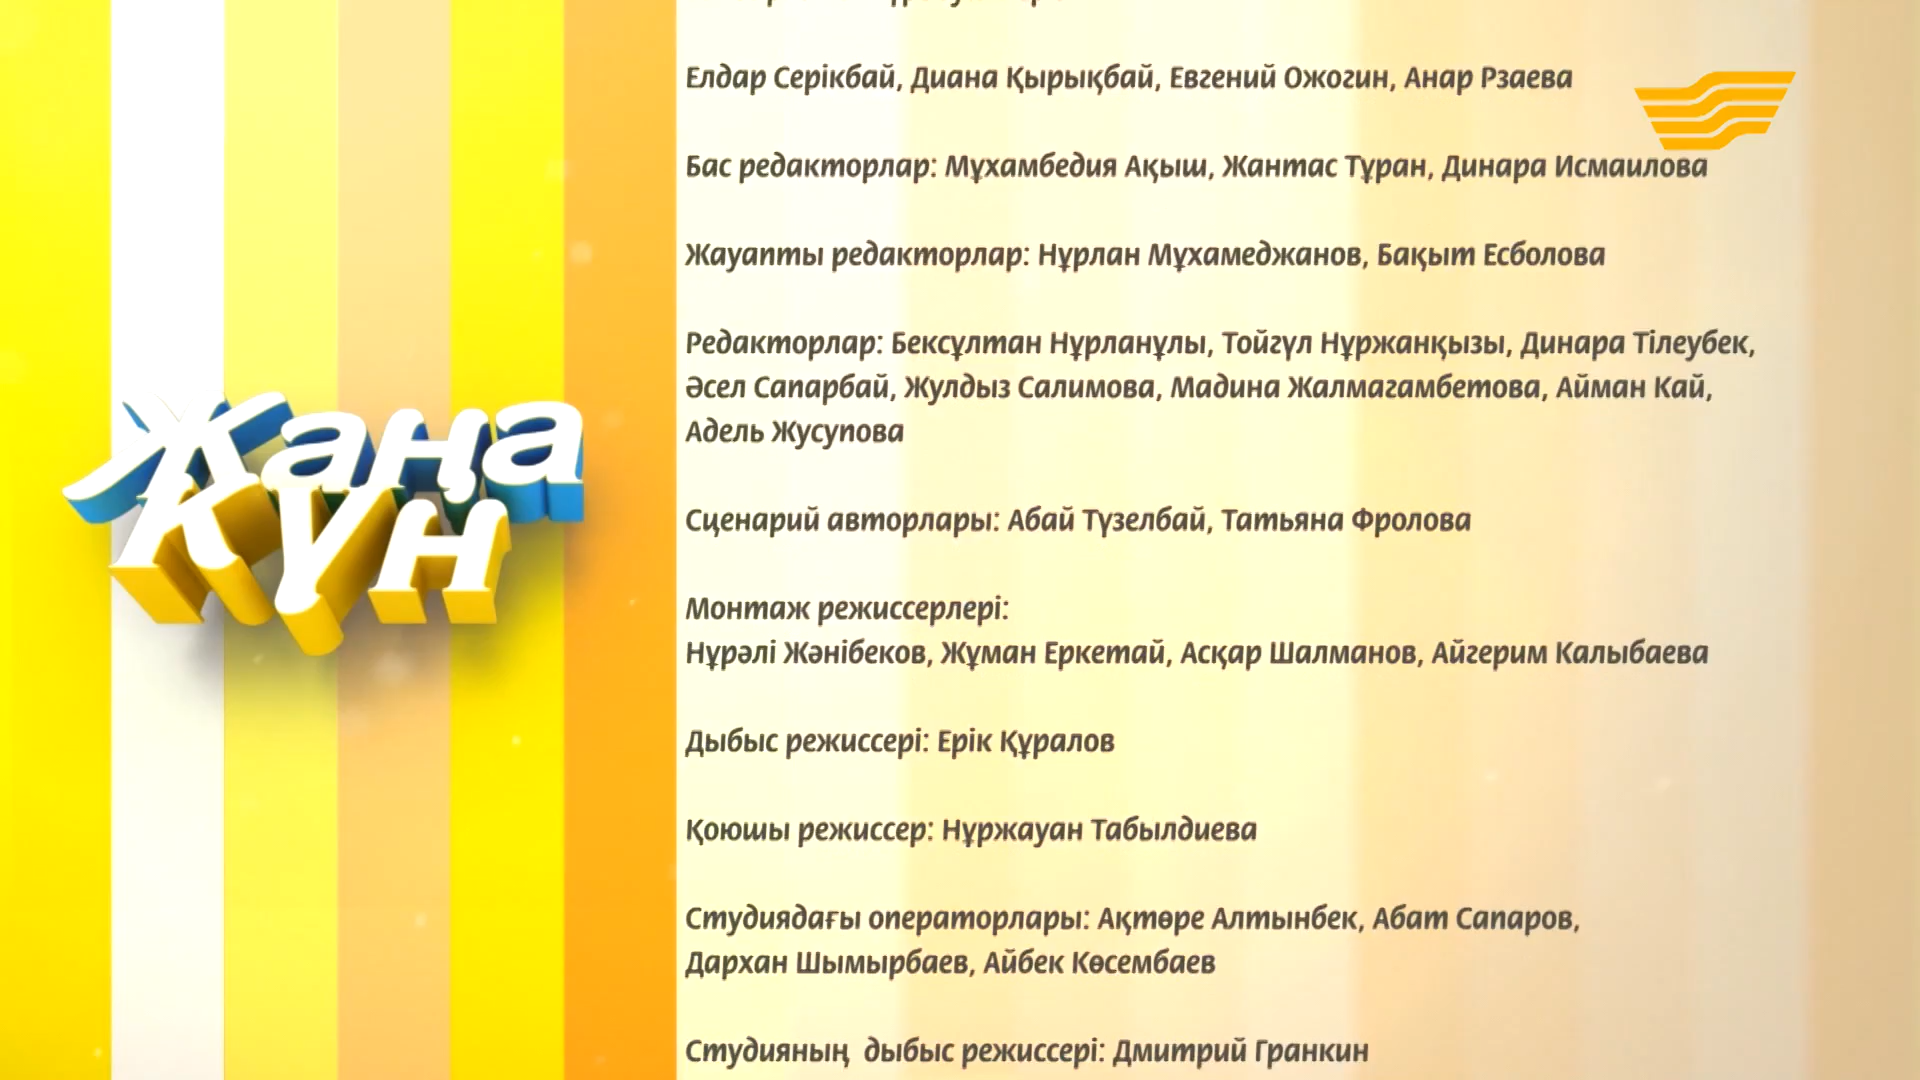 Елдар Серікбай, Диана Қырықбай, Евгений Ожогин, Анар Рзаева
Бас редакторлар: Мұхамбедия Ақыш, Жантас Тұран, Динара Исмаилова
Жауапты редакторлар: Нұрлан Мұхамеджанов, Бақыт Есболова
Редакторлар: Бексұлтан Нұрланұлы, Тойгүл Нұржанқызы, Динара Тілеубек,
Әсел Сапарбай, Жулдыз Салимова, Мадина Жалмагамбетова, Айман Кай,
Адель Жусупова
Жаңа
Күн
Сценарий авторлары: Абай Түзелбай, Татьяна Фролова
Монтаж режиссерлері:
Нұрәлі Жәнібеков, Жұман Еркетай, Асқар Шалманов, Айгерим Калыбаева
Дыбыс режиссері: Ерік Құралов
Қоюшы режиссер: Нұржауан Табылдиева
Студиядағы операторлары: Ақтөре Алтынбек, Абат Сапаров,
Дархан Шымырбаев, Айбек Көсембаев
Студияның дыбыс режиссері: Дмитрий Гранкин